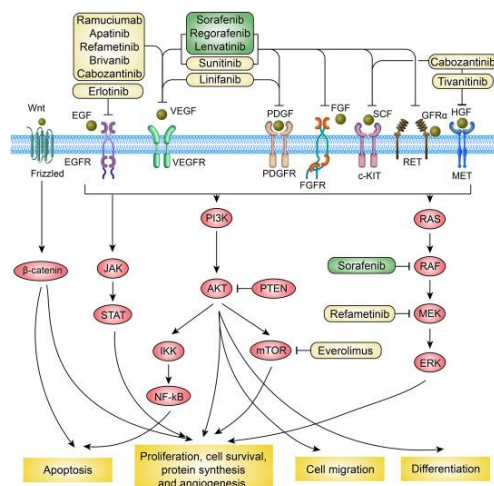 Ramuciumab
Apatinib
Refametinib
Brivanib
Cabozantinib
Erlotinib
Sorafenib
Regorafenib
Lenvatinib
Sunitinib
Linifanib
Cabozantinib
Tivanitinib
Wnt
EGF
VEGF
PDGF
FGF
SCF
GFRα
HGF
Frizzled
EGFR
VEGFR
PDGFR
FGFR
c-KIT
RET
MET
PI3K
RAS
β-catenin
JAK
AKT
PTEN
Sorafenib
RAF
STAT
Refametinib
MEK
IKK
mTOR
Everolimus
ERK
NF-kB
Apoptosis
Proliferation, cell survival,
protein synthesis
and angiogenesis
Cell migration
Differentiation